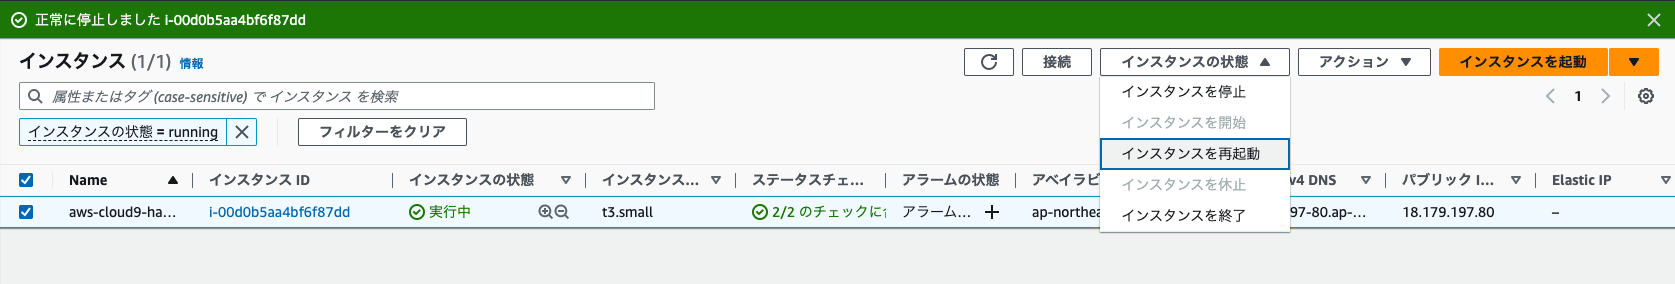 正常に停止しました i-00d0b5aa4bf6f87dd
インスタンス (1/1) 情報
接続
インスタンスの状態
アクション
インスタンスを起動
属性またはタグ (case-sensitive) で インスタンス を検索
1
インスタンスの状態 = running
フィルターをクリア
インスタンスを停止
インスタンスを開始
インスタンスを再起動
インスタンスを休止
インスタンスを終了
Name インスタンス ID インスタンスの状態 インスタンス... ステータスチェ... アラームの状態 アベイラビ v4 DNS パブリック I... Elastic IP
aws-cloud9-ha... i-00d0b5aa4bf6f87dd 実行中 t3.small 2/2 のチェックに合 アラーム... ap-northea 97-80.ap-... 18.179.197.80 –